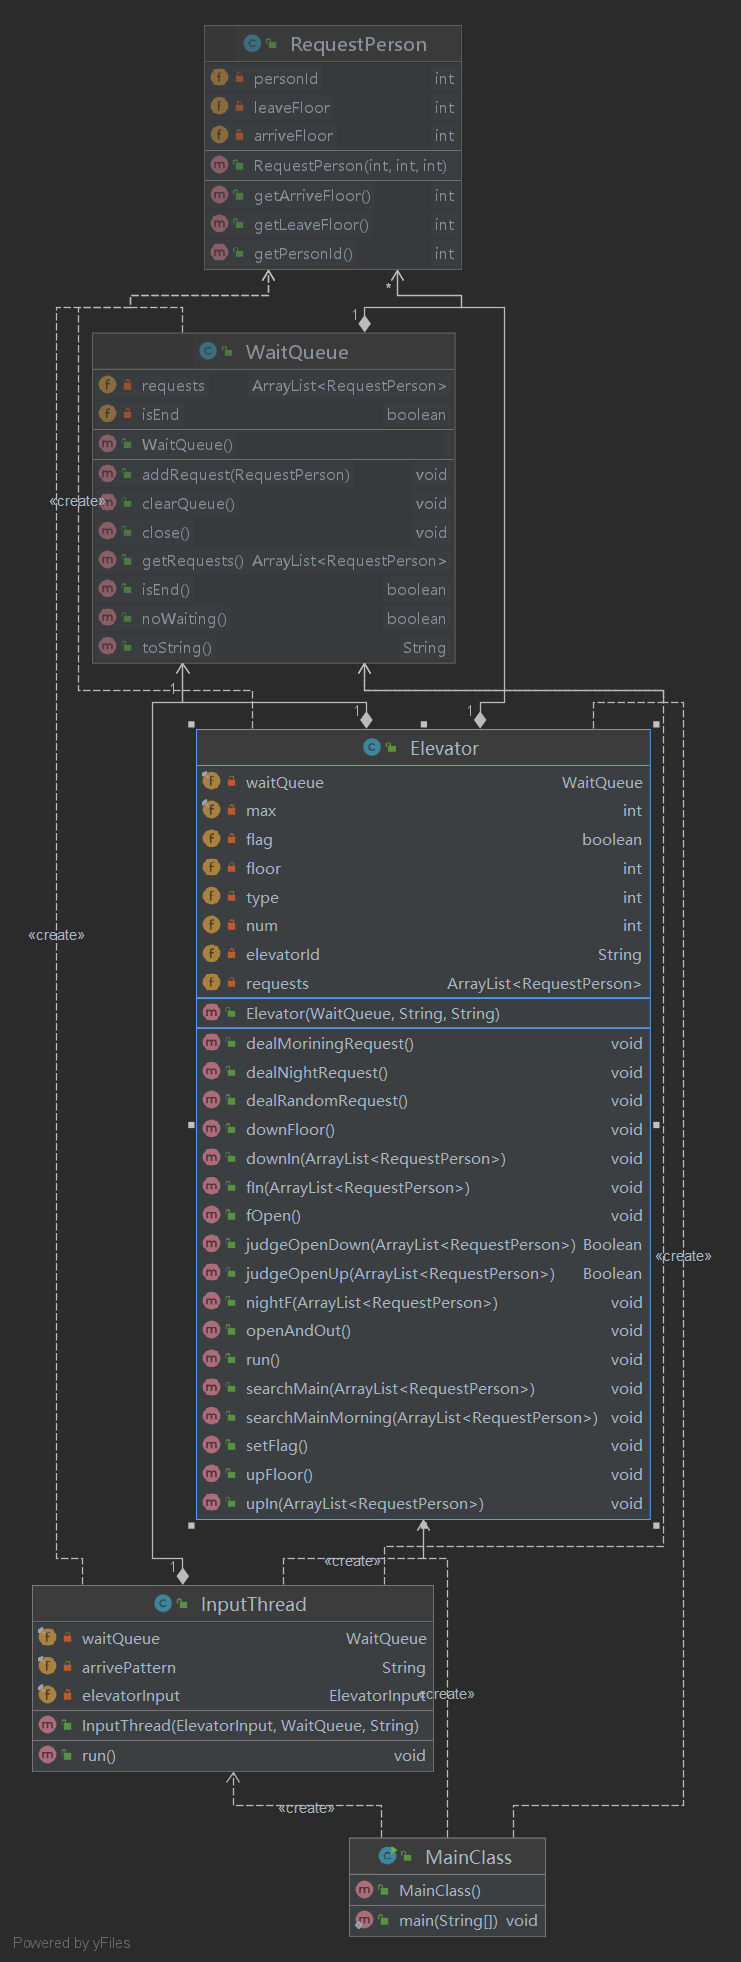 RequestPerson
personId int
leaveFloor int
arriveFloor int
RequestPerson(int, int, int)
getArriveFloor() int
getLeaveFloor() int
getPersonId() int
*
1
WaitQueue
requests ArrayList<RequestPerson>
isEnd boolean
WaitQueue()
addRequest(RequestPerson) void
«create»
clearQueue() void
close() void
getRequests() ArrayList<RequestPerson>
isEnd() boolean
noWaiting() boolean
toString() String
1
1
1
Elevator
waitQueue WaitQueue
max int
flag boolean
floor int
type int
num int
«create»
elevatorId String
requests ArrayList<RequestPerson>
Elevator(WaitQueue, String, String)
dealMoriningRequest() void
dealNightRequest() void
dealRandomRequest() void
downFloor() void
downIn(ArrayList<RequestPerson>) void
fIn(ArrayList<RequestPerson>) void
fOpen() void
judgeOpenDown(ArrayList<RequestPerson>) Boolean
«create»
judgeOpenUp(ArrayList<RequestPerson>) Boolean
nightF(ArrayList<RequestPerson>) void
openAndOut() void
run() void
searchMain(ArrayList<RequestPerson>) void
searchMainMorning(ArrayList<RequestPerson>) void
setFlag() void
upFloor() void
upIn(ArrayList<RequestPerson>) void
«create»
1
InputThread
waitQueue WaitQueue
arrivePattern String
elevatorInput ElevatorInput
«create»
InputThread(ElevatorInput, WaitQueue, String)
run() void
«create»
MainClass
MainClass()
main(String[]) void
Powered by yFiles